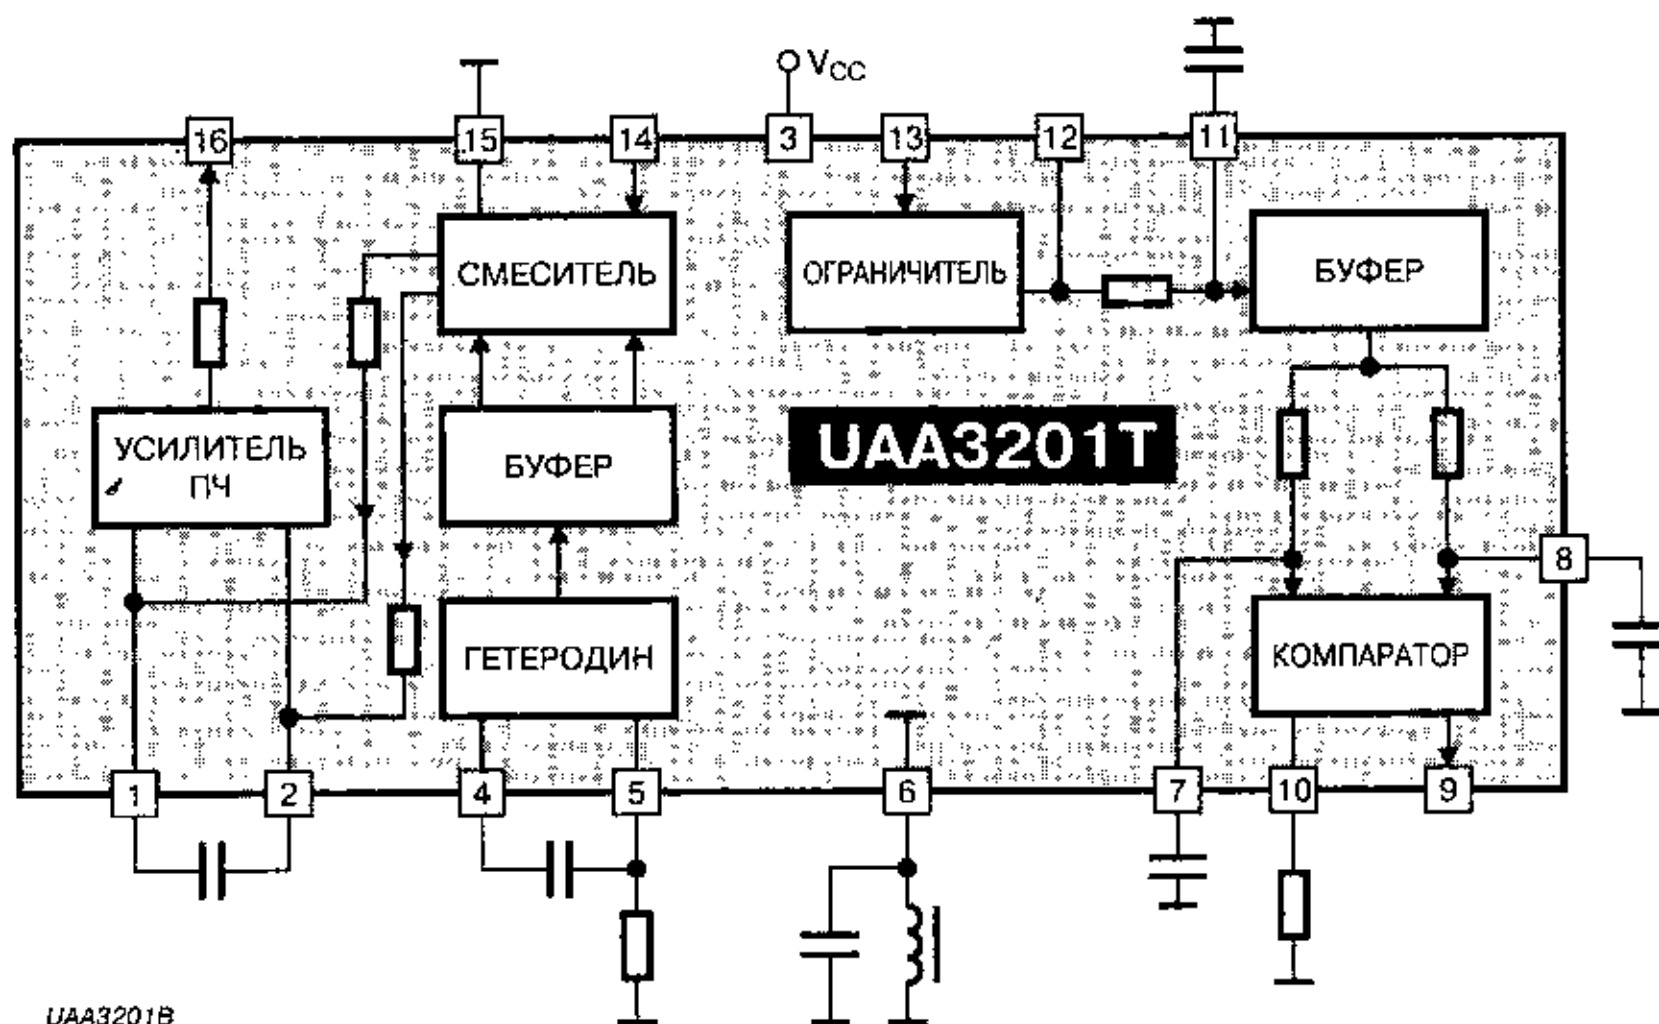 V_CC
16
15
14
3
13
12
11
СМЕСИТЕЛЬ
ОГРАНИЧИТЕЛЬ
БУФЕР
УСИЛИТЕЛЬ
ПЧ
БУФЕР
UAA3201T
8
ГЕТЕРОДИН
КОМПАРАТОР
1
2
4
5
6
7
10
9
UAA3201B